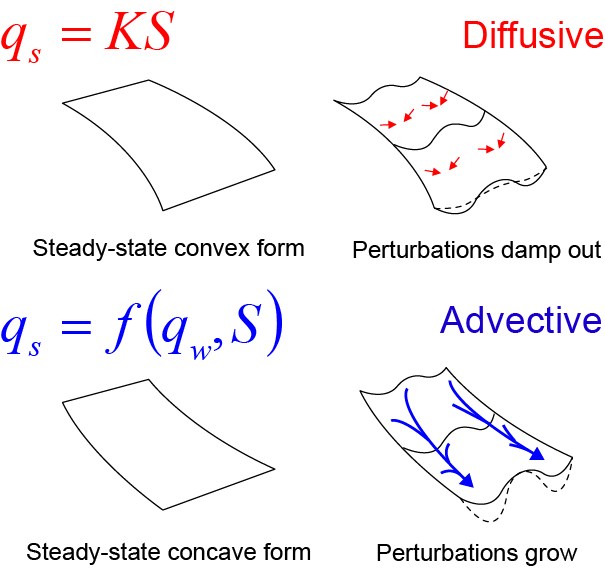 q_s = KS
Diffusive
Steady-state convex form
Perturbations damp out
q_s = f(q_w, S)
Advective
Steady-state concave form
Perturbations grow